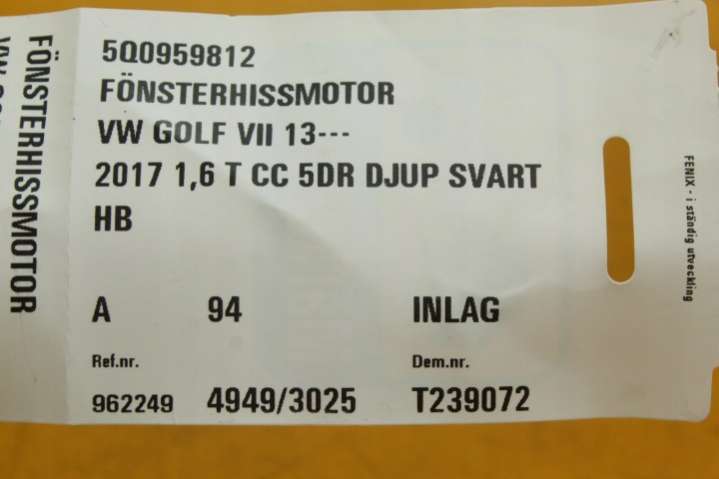 5Q0959812
FÖNSTERHISSMOTOR
VW GOLF VII 13---
2017 1,6 T CC 5DR DJUP SVART
HB
A 94 INLAG
Ref.nr. Dem.nr.
962249 4949/3025 T239072
FÖNSTERHISSMOTOR
FENIX - i ständig utveckling